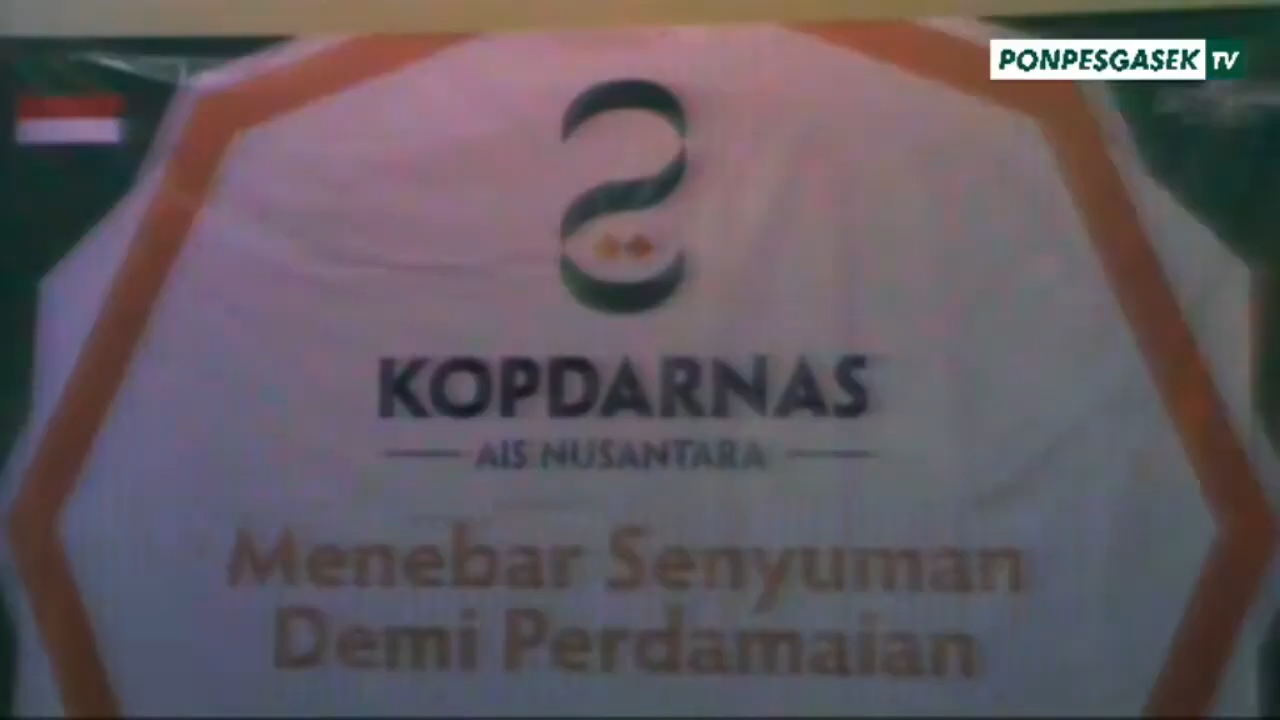 PONPESGASEK TV
KOPDARNAS
AIS NUSANTARA
Menebar Senyuman
Demi Perdamaian